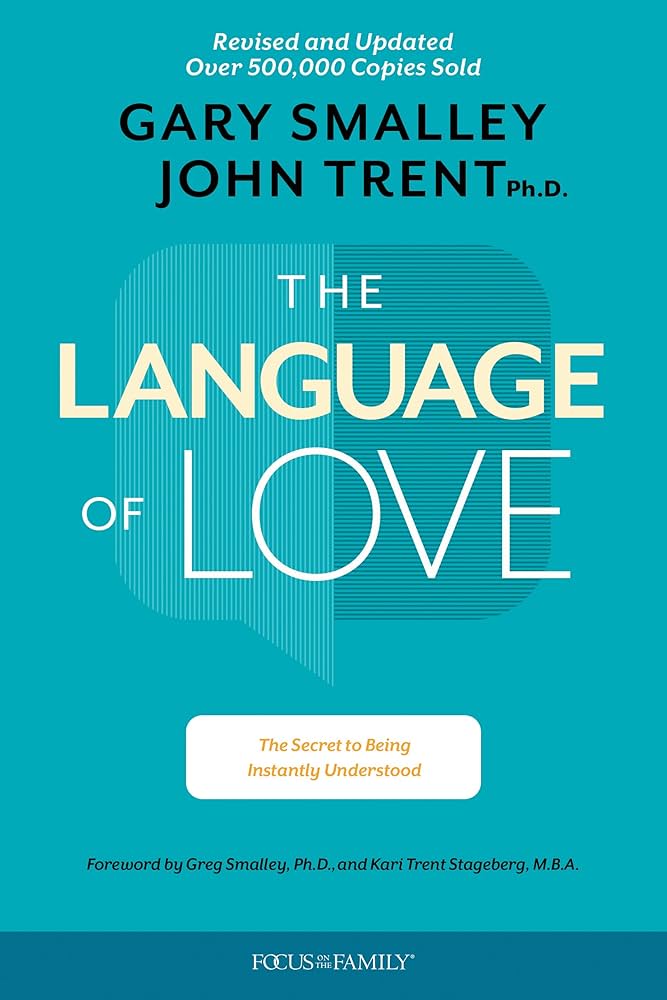 Revised and Updated
Over 500,000 Copies Sold
GARY SMALLEY
JOHN TRENT Ph.D.
THE
LANGUAGE
OF LOVE
The Secret to Being
Instantly Understood
Foreword by Greg Smalley, Ph.D., and Kari Trent Stageberg, M.B.A.
FOCUS ON THE FAMILY®